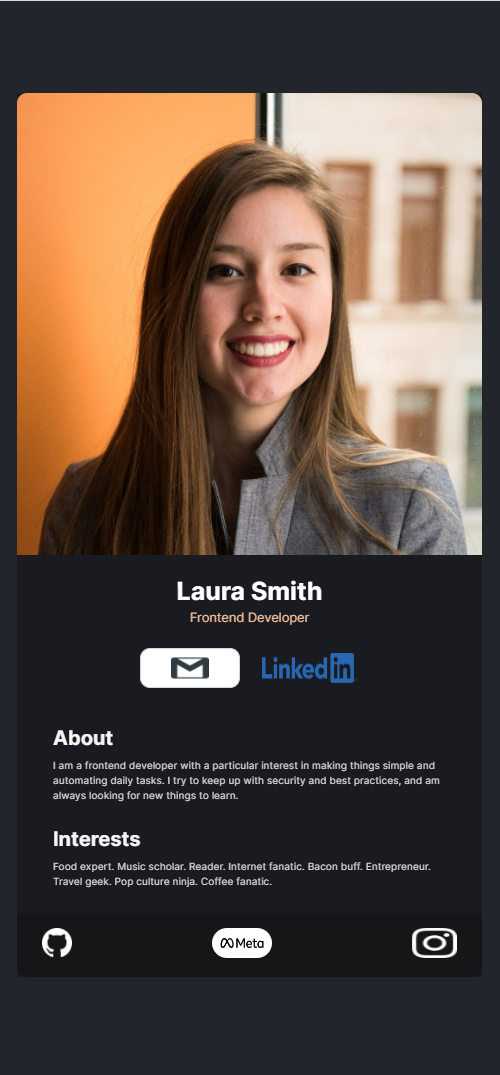 Laura Smith
Frontend Developer
Linkedin
About
I am a frontend developer with a particular interest in making things simple and
automating daily tasks. I try to keep up with security and best practices, and am
always looking for new things to learn.
Interests
Food expert. Music scholar. Reader. Internet fanatic. Bacon buff. Entrepreneur.
Travel geek. Pop culture ninja. Coffee fanatic.
Meta